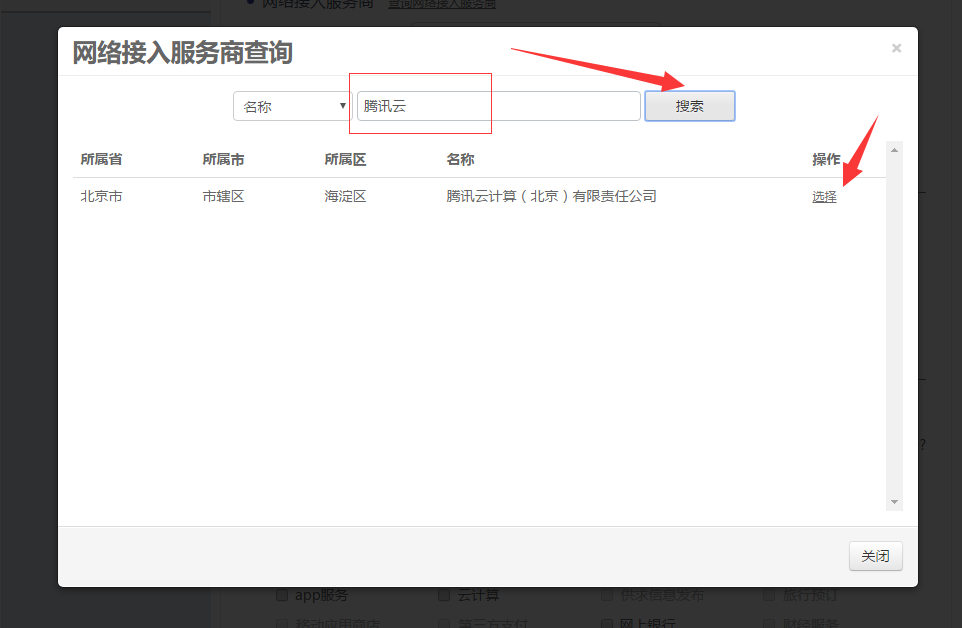 网络接入服务商 查询网络接入服务商
网络接入服务商查询 ×
名称 腾讯云 搜索
所属省 所属市 所属区 名称 操作
北京市 市辖区 海淀区 腾讯云计算（北京）有限责任公司 选择
?
关闭
app服务 云计算 供求信息发布 旅行预订
移动应用商店 第三方支付 网上银行 财经服务